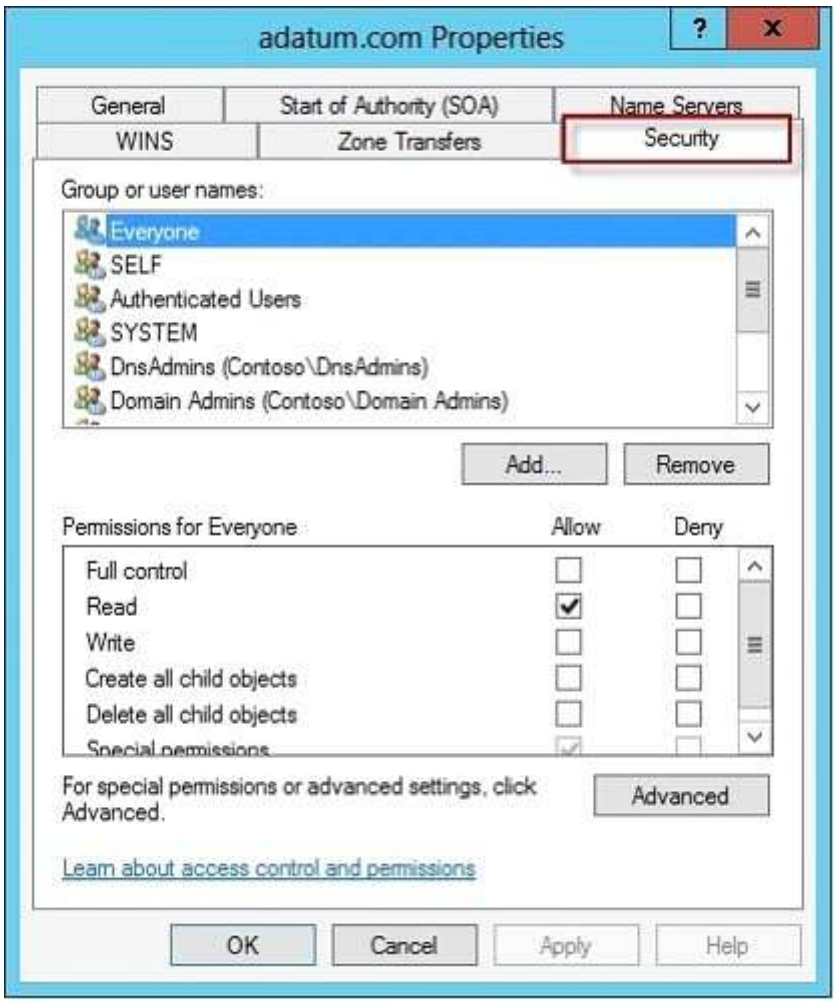 adatum.com Properties
? x
General Start of Authority (SOA) Name Servers
WINS Zone Transfers Security
Group or user names:
Everyone
SELF
Authenticated Users
SYSTEM
DnsAdmins (Contoso\DnsAdmins)
Domain Admins (Contoso\Domain Admins)
Add... Remove
Permissions for Everyone Allow Deny
Full control
Read
Write
Create all child objects
Delete all child objects
Special permissions
For special permissions or advanced settings, click
Advanced.
Advanced
Learn about access control and permissions
OK Cancel Apply Help